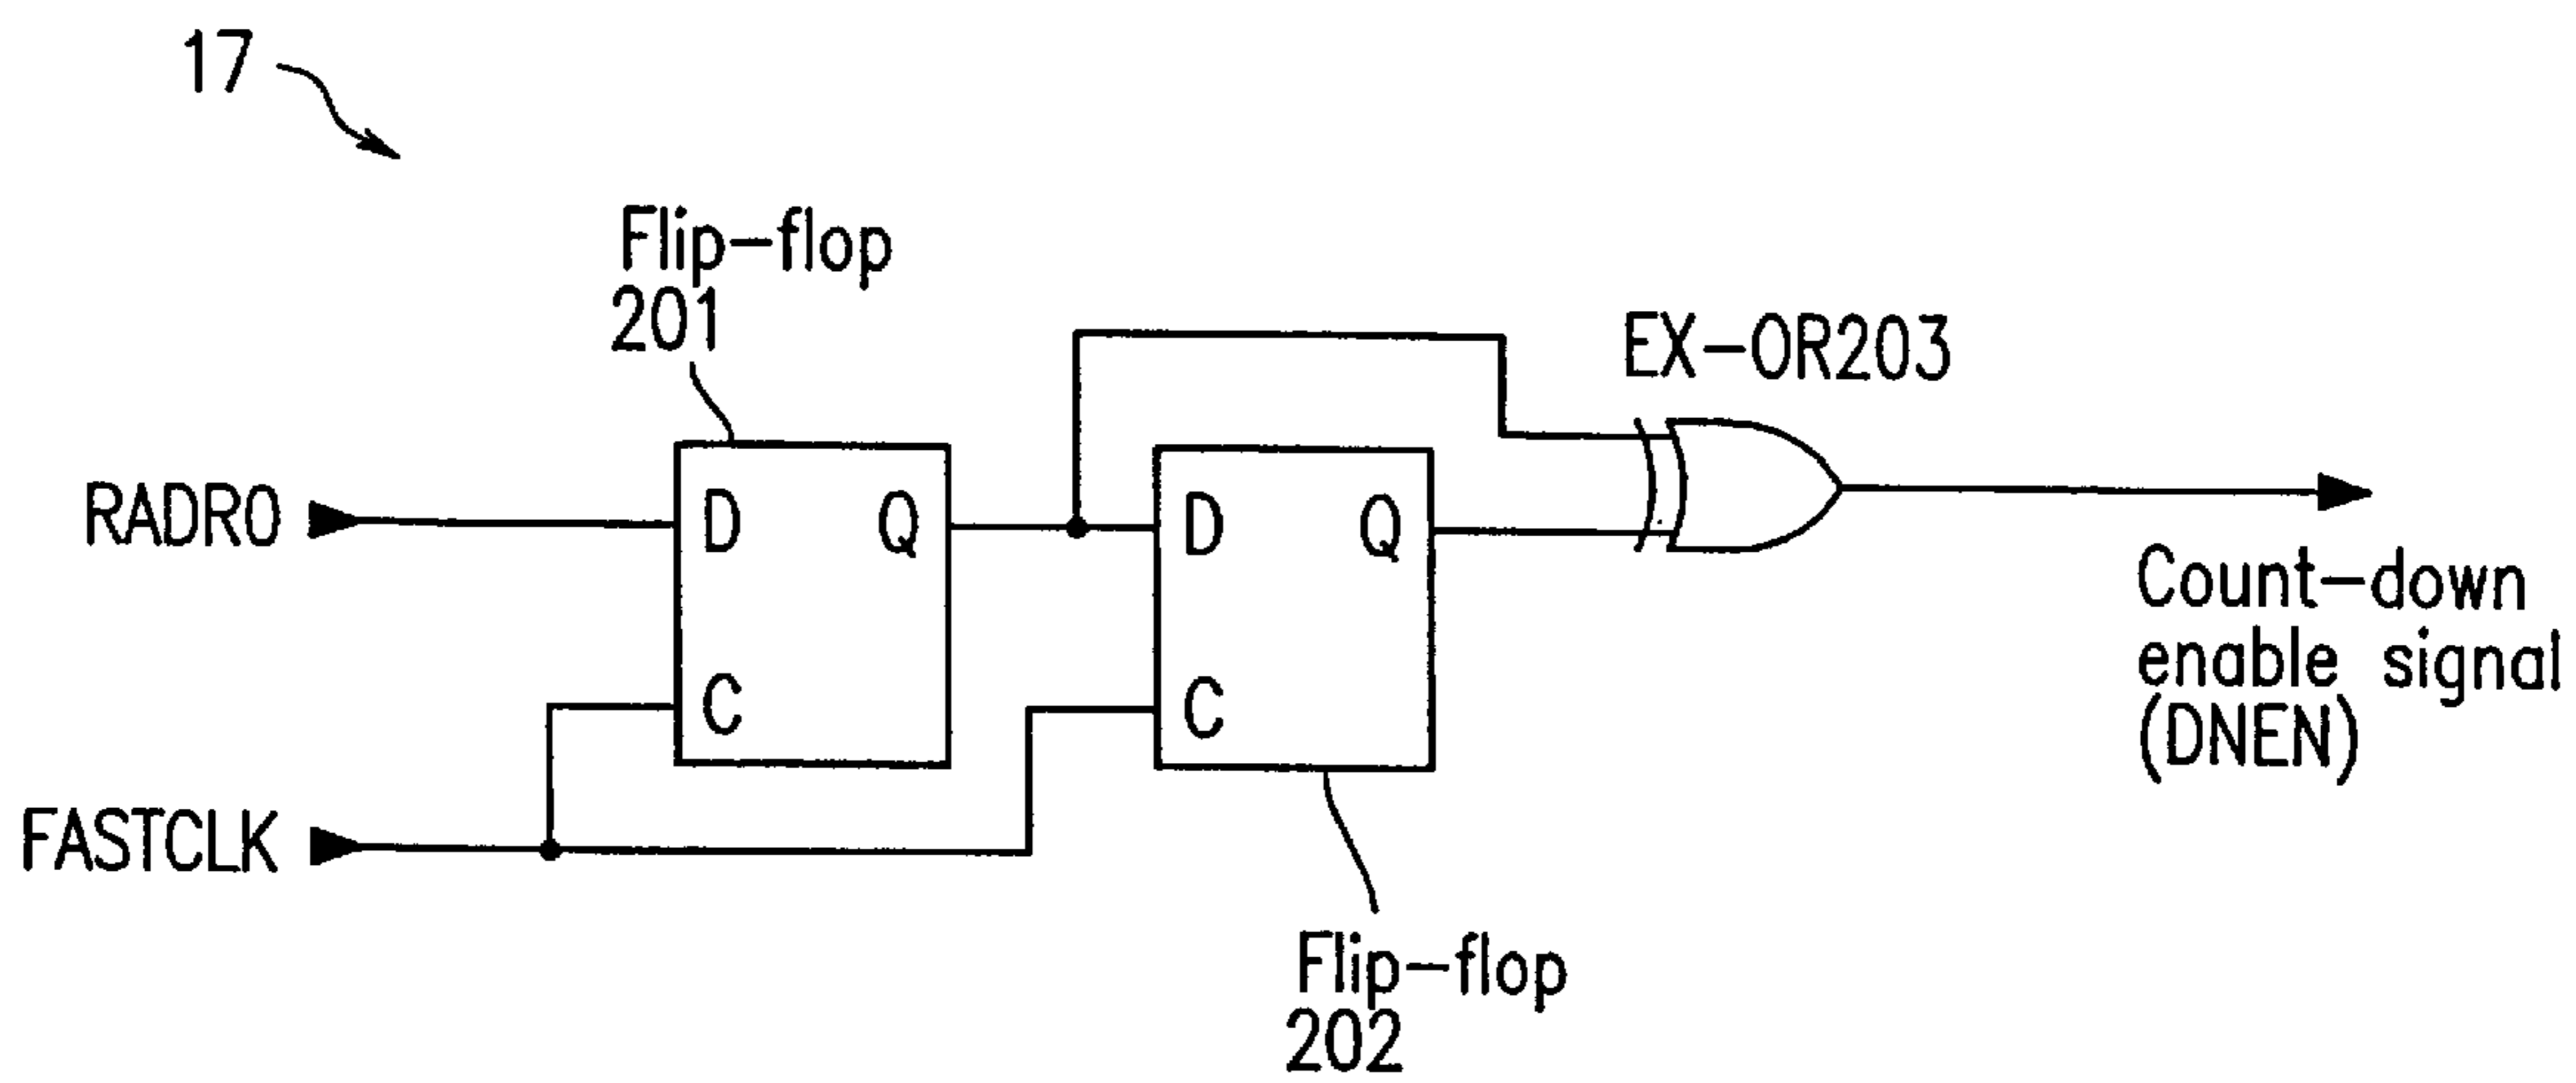 17
Flip-flop
201
EX-OR203
RADR0
D
Q
D
Q
C
C
FASTCLK
Count-down
enable signal
(DNEN)
Flip-flop
202